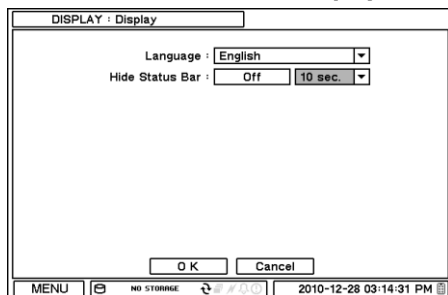 DISPLAY : Display
Language : English
Hide Status Bar : Off 10 sec.
O K Cancel
MENU NO STORAGE 2010-12-28 03:14:31 PM